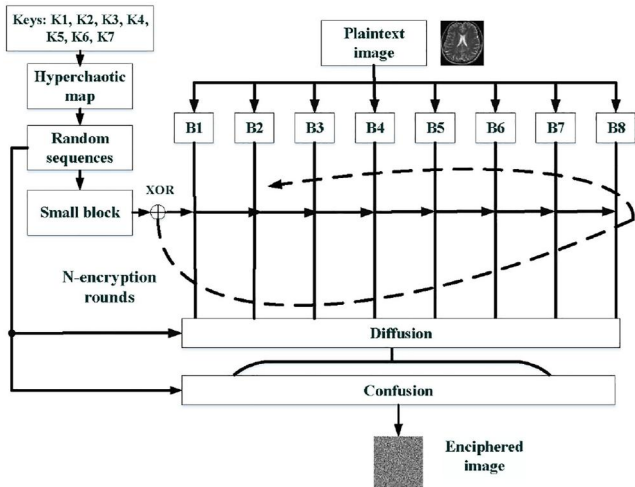 Keys: K1, K2, K3, K4,
K5, K6, K7
Plaintext
image
Hyperchaotic
map
B1 B2 B3 B4 B5 B6 B7 B8
Random
sequences
XOR
Small block
N-encryption
rounds
Diffusion
Confusion
Enciphered
image